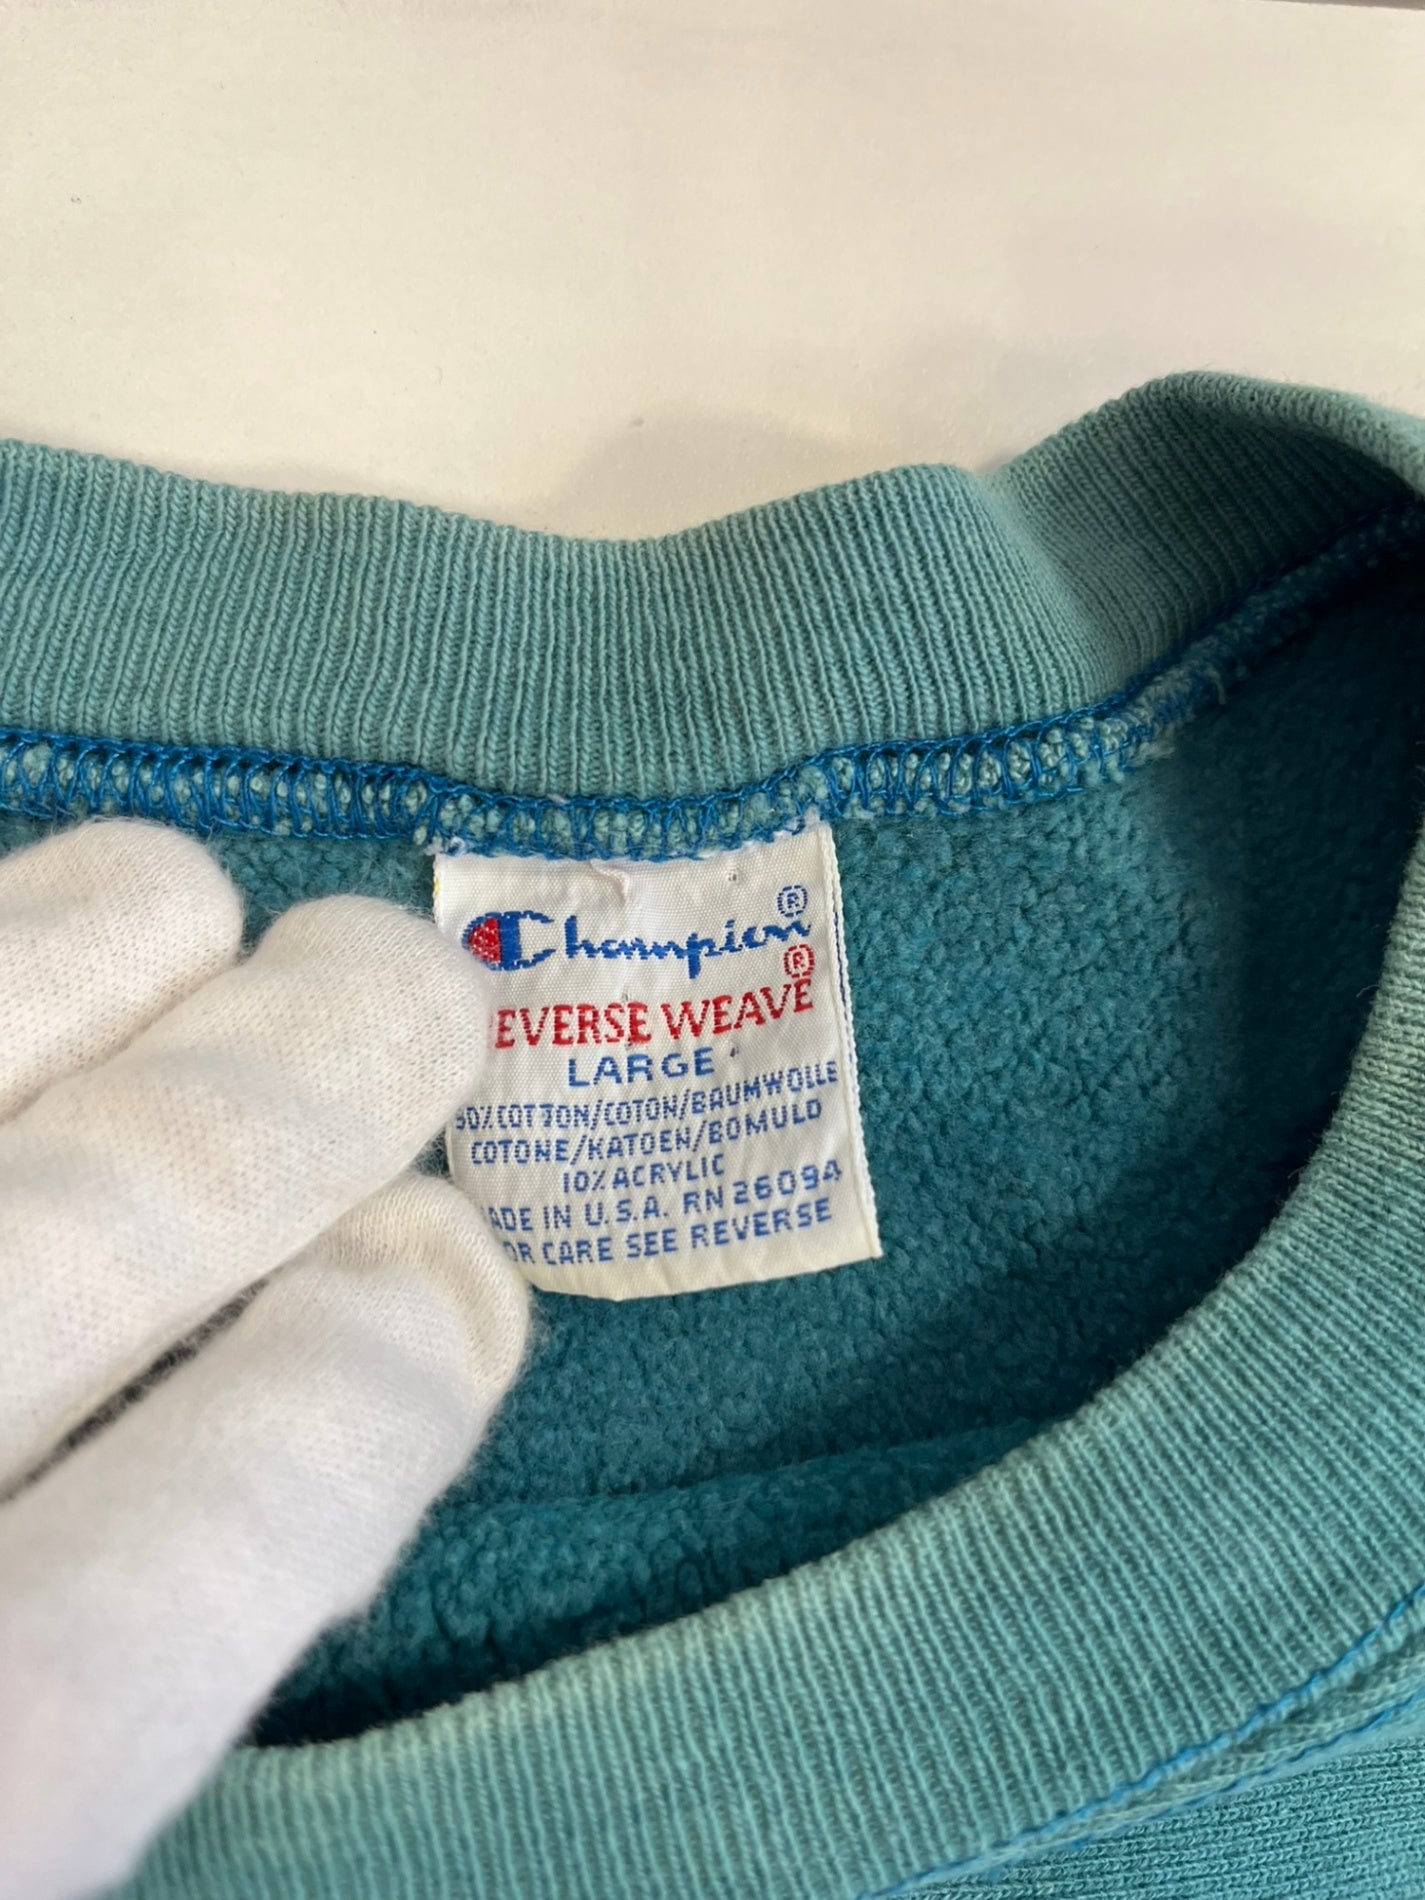 Champion®
EVERSE WEAVE®
LARGE
90% COTTON/COTON/BAUMWOLLE
COTONE/KATOEN/BOMULD
10% ACRYLIC
ADE IN U.S.A. RN 26094
OR CARE SEE REVERSE